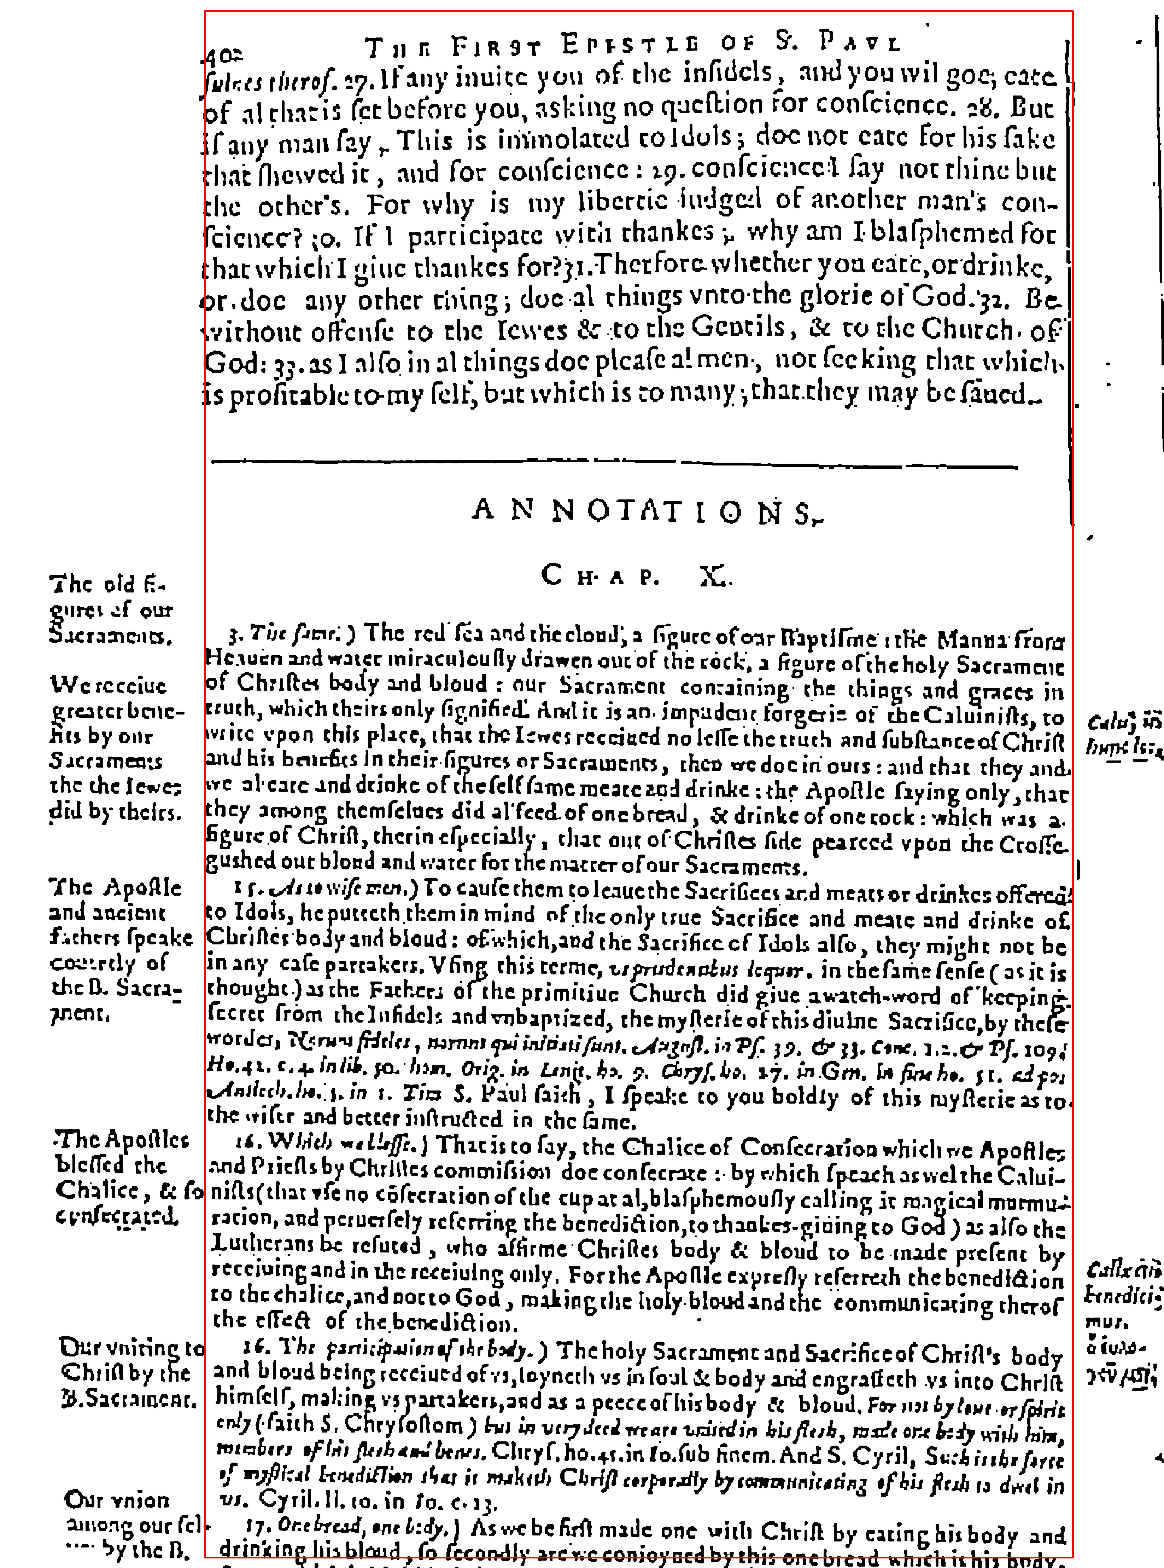 402 THE FIRST EPISTLE OF S. PAVL
therof. 27. If any inuite you of the infidels, and you wil goe; eate
of al that is ſet before you, asking no queſtion for conſcience. 28. But
if any man ſay, This is immolated to Idols; doe not eate for his ſake
that ſhewed it, and for conſcience: 29. conſcience I ſay not thine but
the other's. For why is my libertie iudged of another man's con-
ſcience? 30. If I participate with thankes; why am I blaſphemed for
that which I giue thankes for? 31. Therfore whether you eate, or drinke,
or doe any other thing; doe al things vnto the glorie of God. 32. Be
without offenſe to the Iewes & to the Gentils, & to the Church of
God: 33. as I alſo in al things doe pleaſe al men, not ſeeking that which
is profitable to my ſelf, but which is to many; that they may be ſaued.
ANNOTATIONS.
CHAP. X.
The old fi-
gures of our
Sacraments.
We receiue
greater bene-
fits by our
Sacraments
the the Iewes
did by theirs.
The Apoſtle
and ancient
fathers ſpeake
couertly of
the B. Sacra-
ment.
The Apoſtles
bleſſed the
Chalice, & ſo
conſecrated.
Our vniting to
Chriſt by the
B. Sacrament.
Our vnion
among our ſel-
by the B.
3. The ſame.) The red ſea and the cloud, a figure of our Baptiſme: the Manna from
Heauen and water miraculouſly drawen out of the rock, a figure of the holy Sacrament
of Chriſtes body and bloud: our Sacrament containing the things and graces in
truth, which theirs only ſignified. And it is an impudent forgerie of the Caluiniſts, to
write vpon this place, that the Iewes receiued no leſſe the truth and ſubſtance of Chriſt
and his benefits in their figures or Sacraments, then we doe in ours: and that they and
we al eate and drinke of the ſelf ſame meate and drinke: the Apoſtle ſaying only, that
they among themſelues did al feed of one bread, & drinke of one rock: which was a
figure of Chriſt, therin eſpecially, that out of Chriſtes ſide pearced vpon the Croſſe
guſhed out bloud and water for the matter of our Sacraments.
15. As to wiſe men.) To cauſe them to leaue the Sacrifices and meats or drinkes offered
to Idols, he putteth them in mind of the only true Sacrifice and meate and drinke of
Chriſtes body and bloud: of which, and the Sacrifice of Idols alſo, they might not be
in any caſe partakers. Vſing this terme, vt prudentibus loquor, in the ſame ſenſe (as it is
thought) as the Fathers of the primitiue Church did giue a watch-word of keeping
ſecret from the Infidels and vnbaptized, the myſterie of this diuine Sacrifice, by theſe
wordes, Norunt fideles, norunt qui initiati ſunt. Auguſt. in Pſ. 39. & 33. Conc. 1. 2. & Pſ. 109.
Ho. 42. c. 4. in lib. 50. hom. Orig. in Leuit. ho. 9. Chryſ. ho. 27. in Gen. in fine ho. 51. ad pop
Antioch. ho. 5. in 1. Tim S. Paul ſaith, I ſpeake to you boldly of this myſterie as to
the wiſer and better inſtructed in the ſame.
16. Which we bleſſe.) That is to ſay, the Chalice of Conſecration which we Apoſtles
and Prieſts by Chriſtes commiſsion doe conſecrate: by which ſpeach as wel the Calui-
niſts (that vſe no cõſecration of the cup at al, blaſphemouſly calling it magical murmu-
ration, and peruerſely referring the benediction, to thankes-giuing to God) as alſo the
Lutherans be refuted, who affirme Chriſtes body & bloud to be made preſent by
receiuing and in the receiuing only. For the Apoſtle expreſly referreth the benediction
to the chalice, and not to God, making the holy bloud and the communicating therof
the effect of the benediction.
16. The participation of the body.) The holy Sacrament and Sacrifice of Chriſt's body
and bloud being receiued of vs, ioyneth vs in ſoul & body and engraffeth vs into Chriſt
himſelf, making vs partakers, and as a peece of his body & bloud. For not by loue or ſpirit
only (ſaith S. Chryſoſtom) but in very deed we are vnited in his fleſh, made one body with him,
members of his fleſh and bones. Chryſ. ho. 45. in Io. ſub finem. And S. Cyril, Such is the force
of myſtical benediction that it maketh Chriſt corporally by communicating of his fleſh to dwel in
vs. Cyril. li. 10. in Io. c. 13.
17. One bread, one body.) As we be firſt made one with Chriſt by eating his body and
drinking his bloud, ſo ſecondly are we conioyned by this one bread which is his body,
Calu. in
hunc
benedici-
mus.